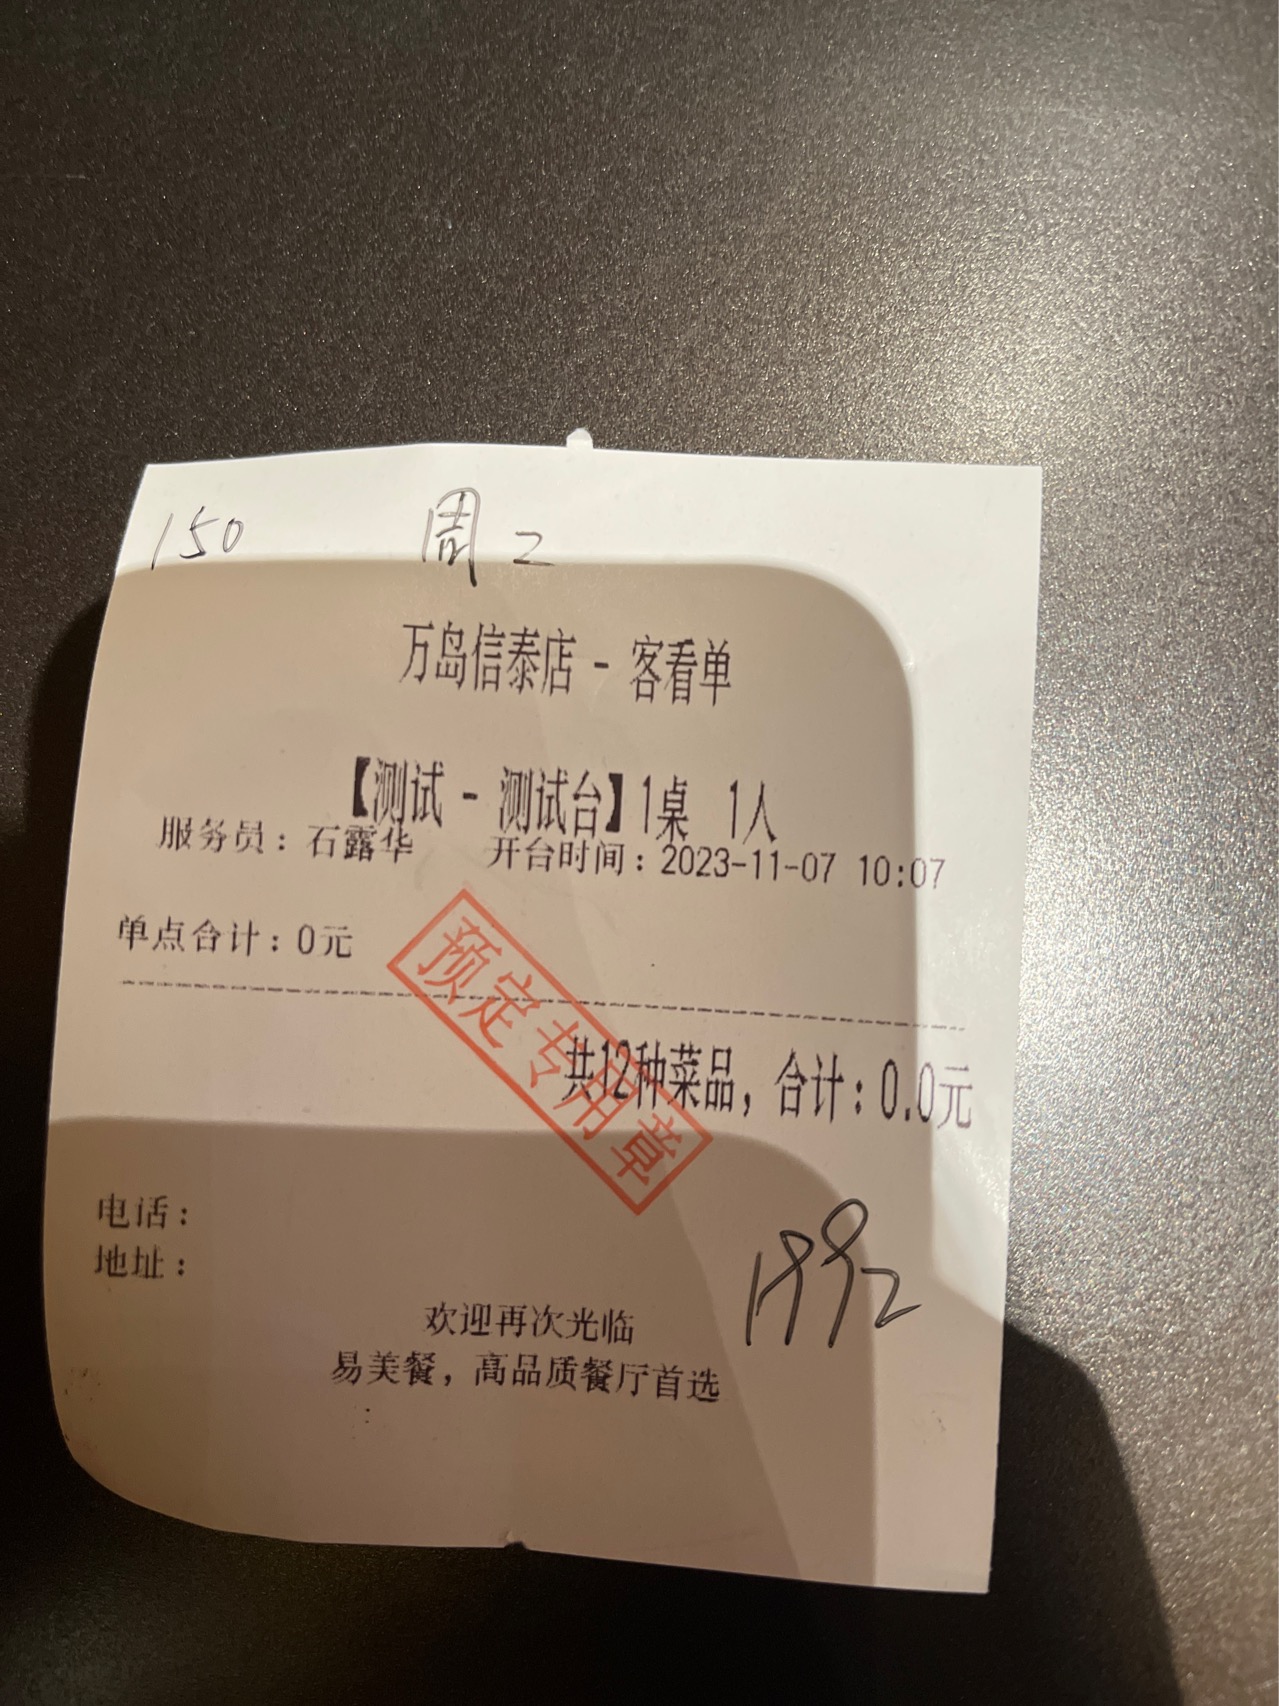 150 周2
万岛信泰店 - 客看单
【测试 - 测试台】1桌 1人
服务员：石露华 开台时间：2023-11-07 10:07
单点合计：0元
预定专用章
共12种菜品，合计：0.0元
电话：
地址：
1992
欢迎再次光临
易美餐，高品质餐厅首选